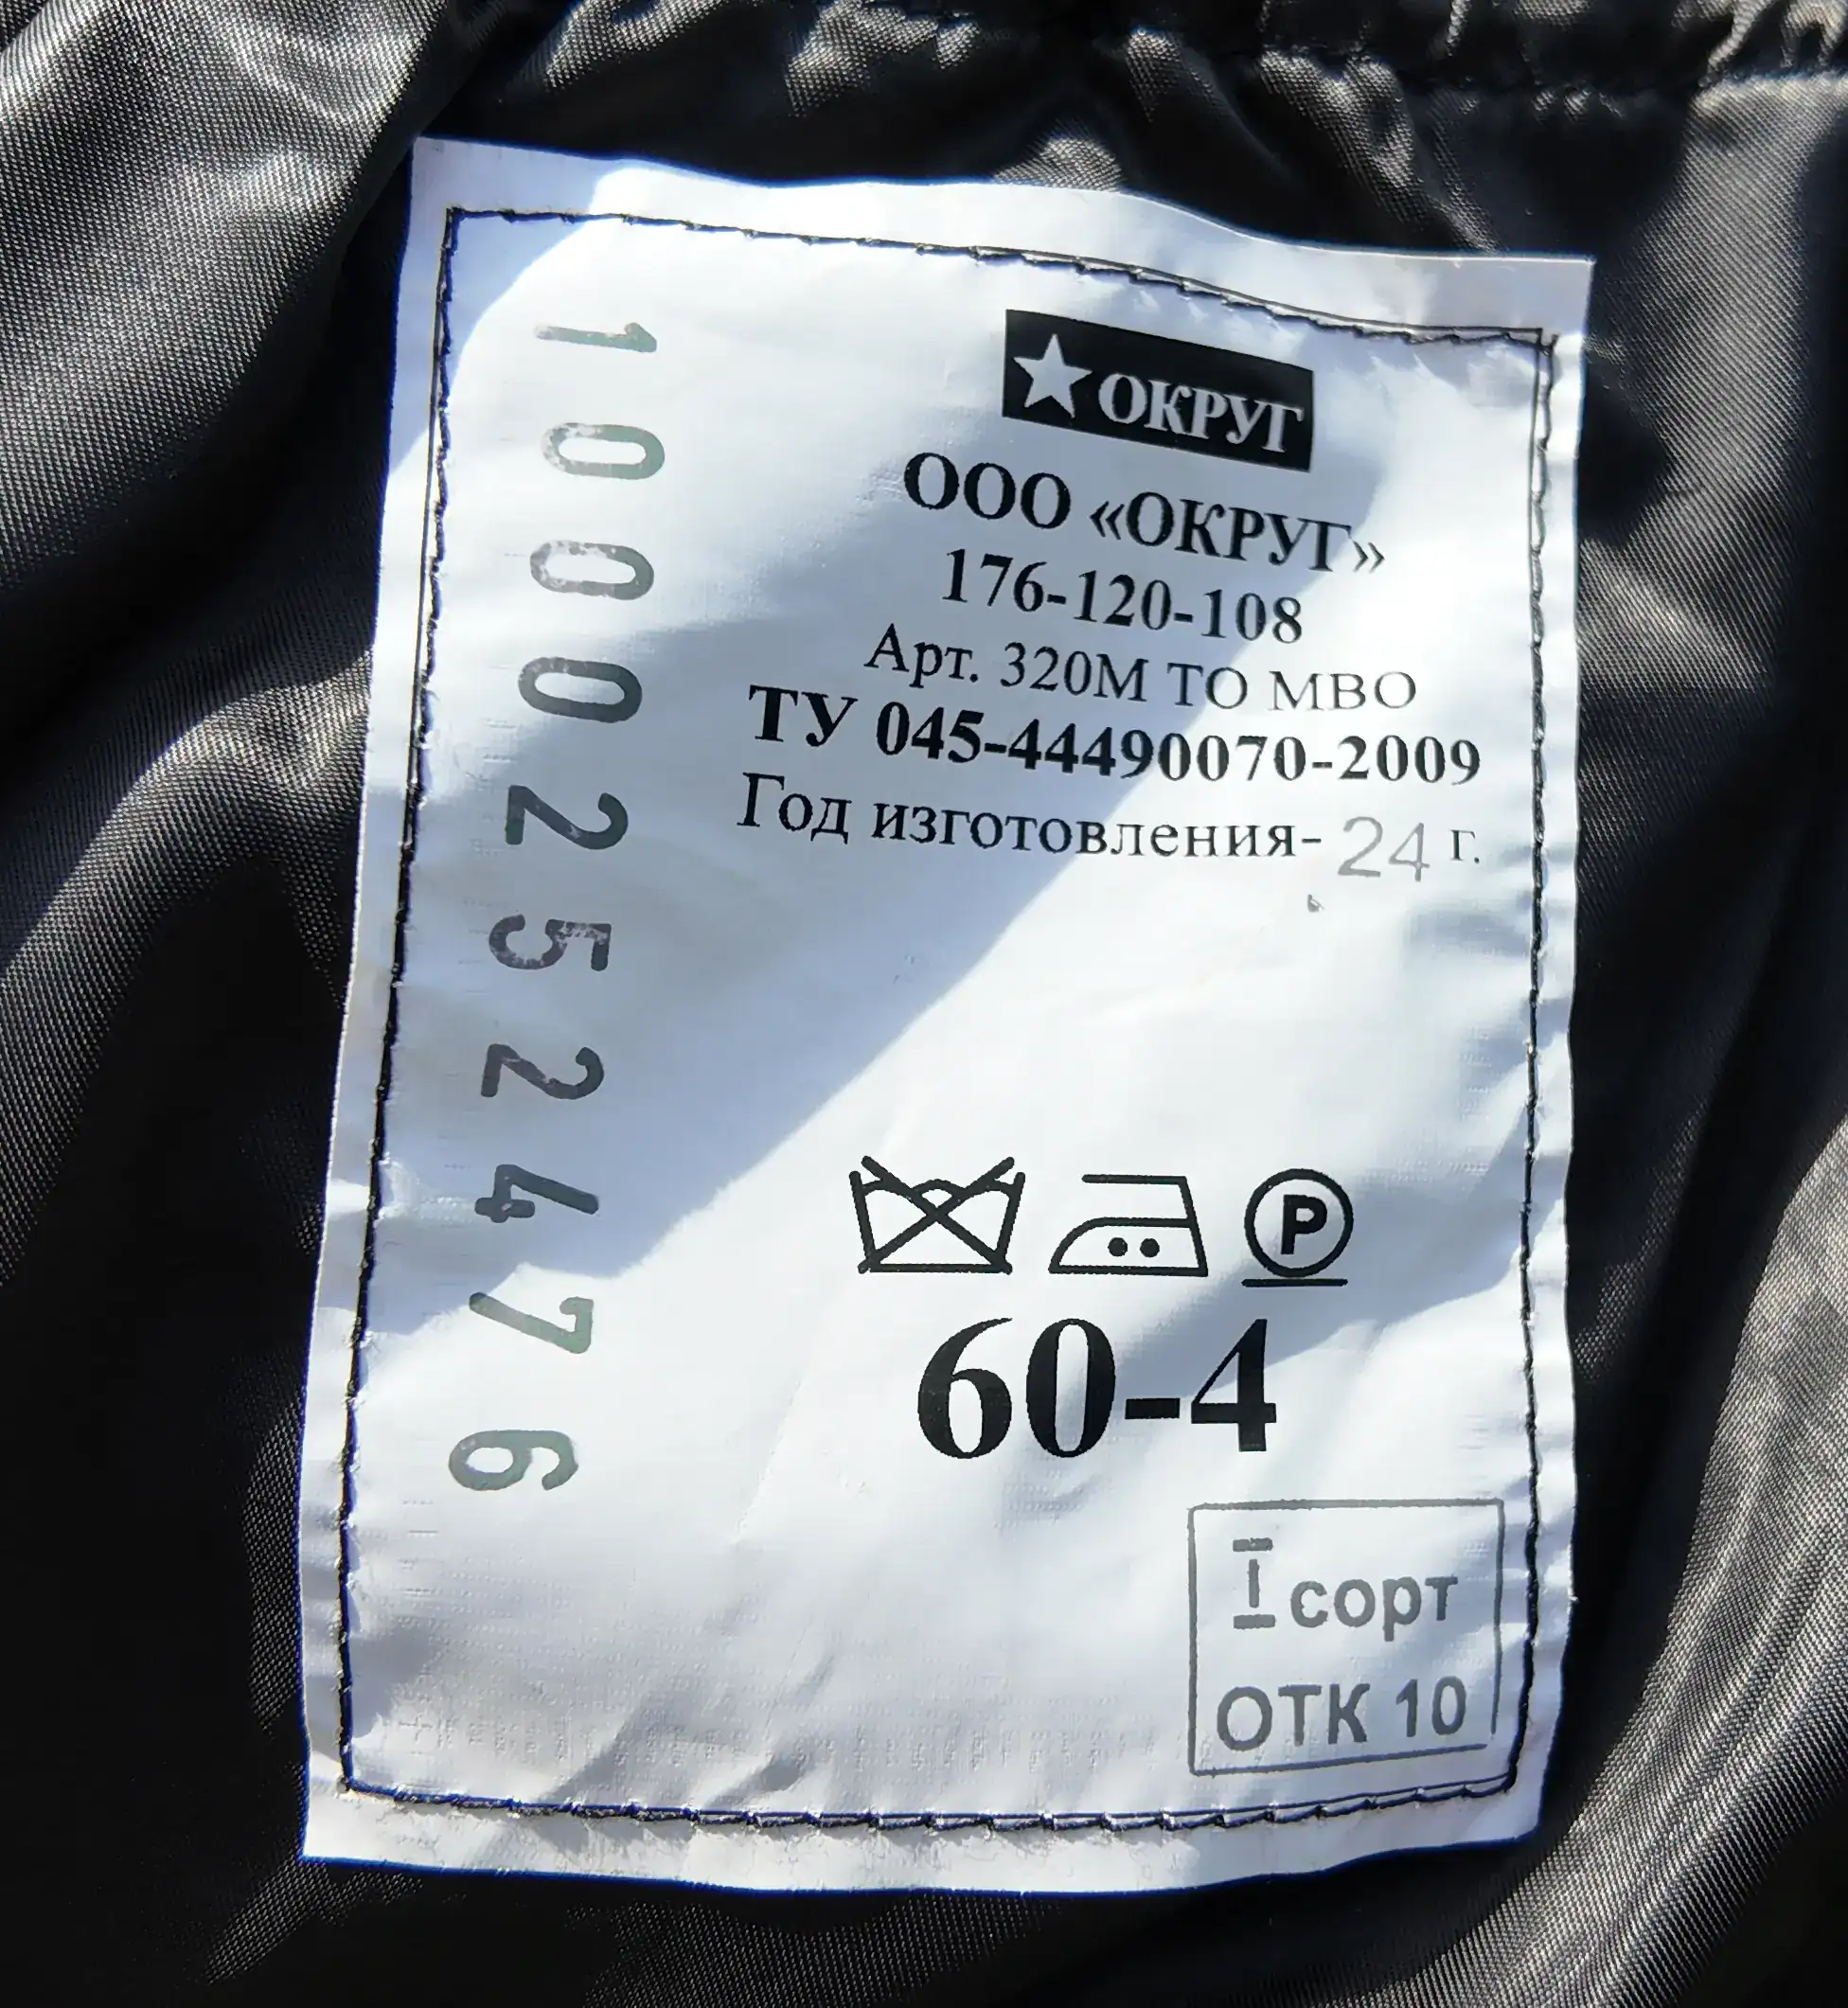 ОКРУГ
ООО «ОКРУГ»
176-120-108
Арт. 320М ТО МВО
ТУ 045-44490070-2009
Год изготовления- 24 г.
1000252476
P
60-4
I сорт
ОТК 10